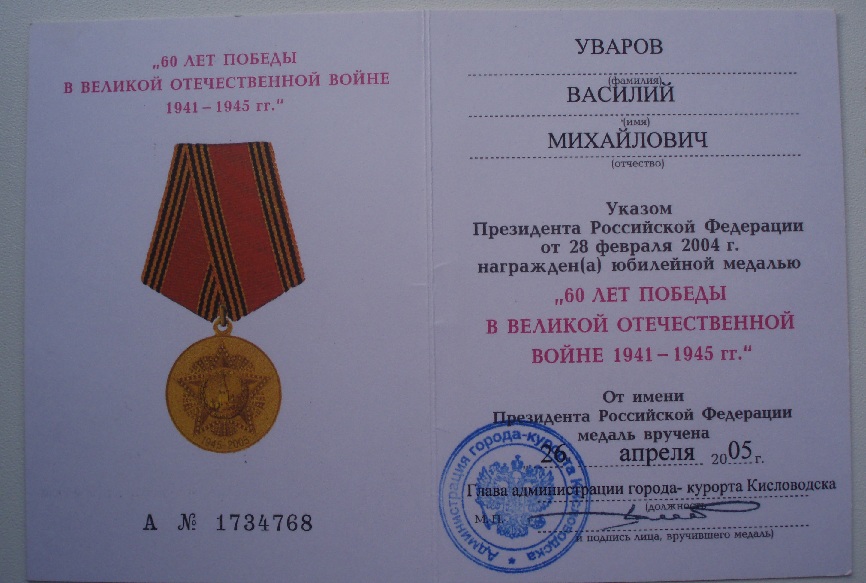 „60 ЛЕТ ПОБЕДЫ
В ВЕЛИКОЙ ОТЕЧЕСТВЕННОЙ ВОЙНЕ
1941–1945 гг.“
1945-2005
А № 1734768
УВАРОВ
(фамилия)
ВАСИЛИЙ
(имя)
МИХАЙЛОВИЧ
(отчество)
Указом
Президента Российской Федерации
от 28 февраля 2004 г.
награжден(а) юбилейной медалью
„60 ЛЕТ ПОБЕДЫ
В ВЕЛИКОЙ ОТЕЧЕСТВЕННОЙ
ВОЙНЕ 1941–1945 гг.“
От имени
Президента Российской Федерации
медаль вручена
26 апреля 2005 г.
Глава администрации города- курорта Кисловодска
(должность
М. П.
и подпись лица, вручившего медаль)
Администрация города-курорта Кисловодска